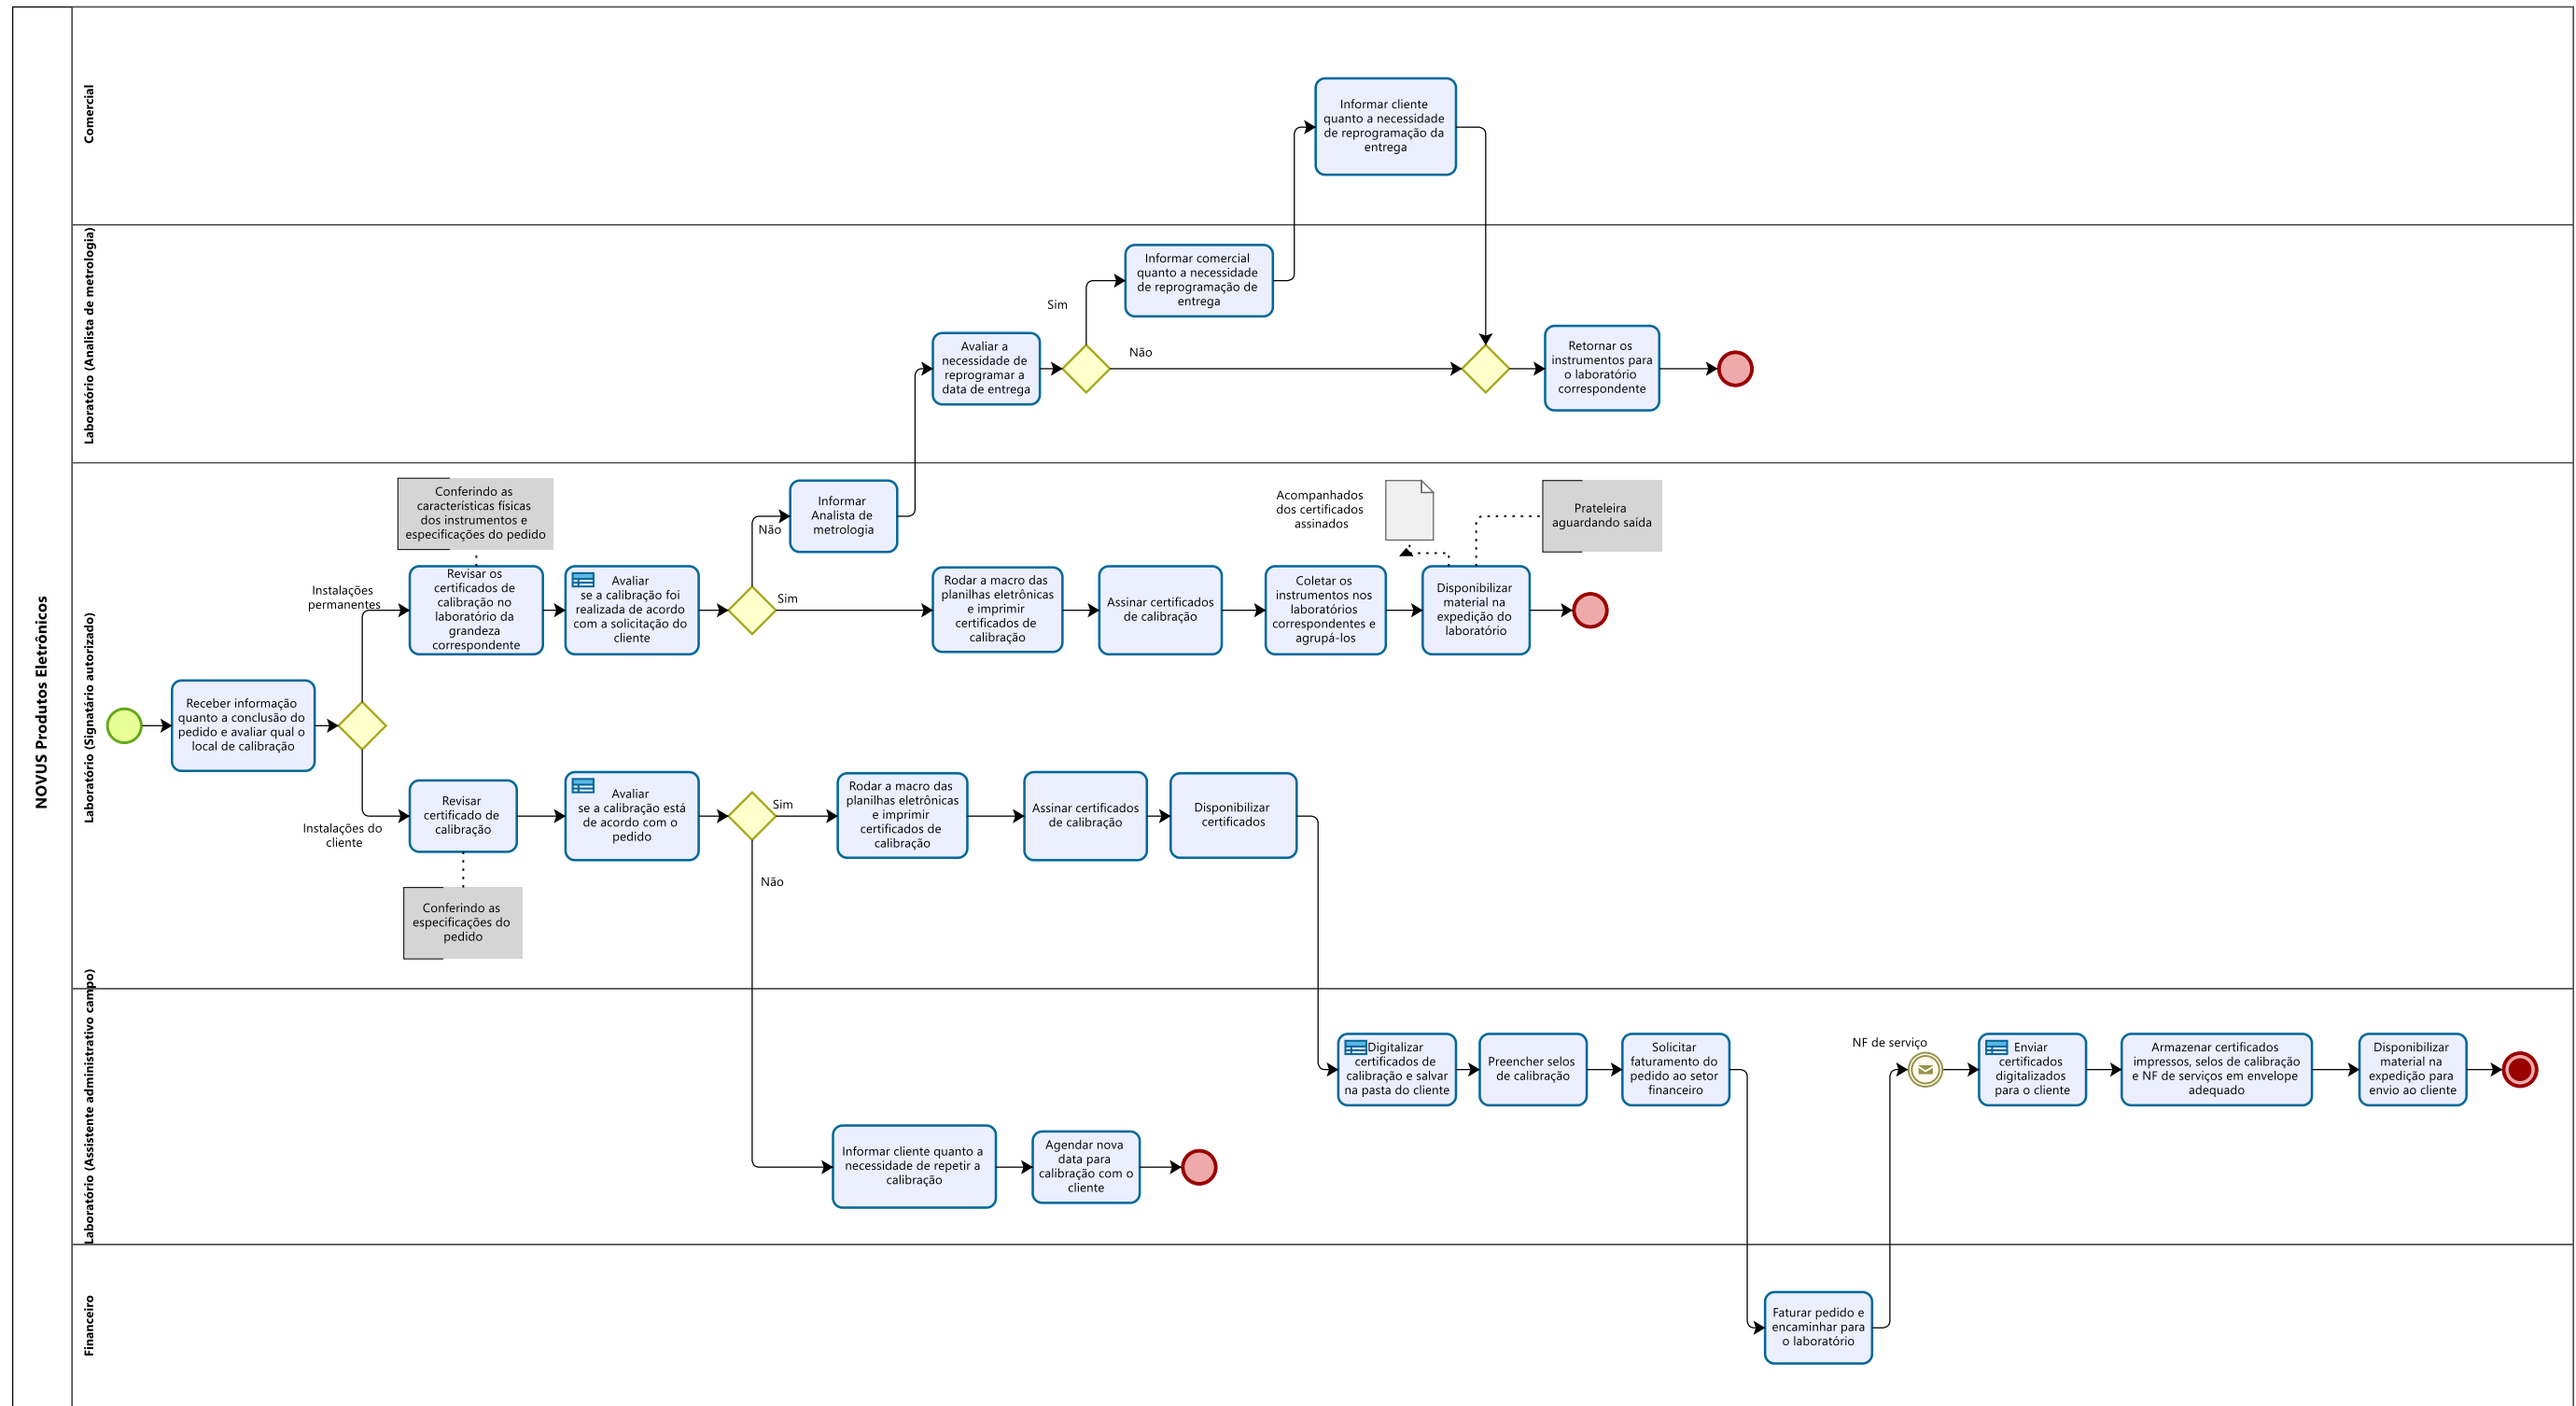 NOVUS Produtos Eletrônicos
Comercial
Informar cliente
quanto a necessidade
de reprogramação da
entrega
Laboratório (Analista de metrologia)
Informar comercial
quanto a necessidade
de reprogramação de
entrega
Sim
Avaliar a
necessidade de
reprogramar a
data de entrega
Não
Retornar os
instrumentos para
o laboratório
correspondente
Laboratório (Signatário autorizado)
Conferindo as
características físicas
dos instrumentos e
especificações do pedido
Informar
Analista de
metrologia
Não
Acompanhados
dos certificados
assinados
Prateleira
aguardando saída
Instalações
permanentes
Revisar os
certificados de
calibração no
laboratório da
grandeza
correspondente
Avaliar
se a calibração foi
realizada de acordo
com a solicitação do
cliente
Sim
Rodar a macro das
planilhas eletrônicas
e imprimir
certificados de
calibração
Assinar certificados
de calibração
Coletar os
instrumentos nos
laboratórios
correspondentes e
agrupá-los
Disponibilizar
material na
expedição do
laboratório
Receber informação
quanto a conclusão do
pedido e avaliar qual o
local de calibração
Instalações do
cliente
Revisar
certificado de
calibração
Avaliar
se a calibração está
de acordo com o
pedido
Sim
Rodar a macro das
planilhas eletrônicas
e imprimir
certificados de
calibração
Assinar certificados
de calibração
Disponibilizar
certificados
Não
Conferindo as
especificações do
pedido
Laboratório (Assistente administrativo campo)
Digitalizar
certificados de
calibração e salvar
na pasta do cliente
Preencher selos
de calibração
Solicitar
faturamento do
pedido ao setor
financeiro
NF de serviço
Enviar
certificados
digitalizados
para o cliente
Armazenar certificados
impressos, selos de calibração
e NF de serviços em envelope
adequado
Disponibilizar
material na
expedição para
envio ao cliente
Informar cliente quanto a
necessidade de repetir a
calibração
Agendar nova
data para
calibração com o
cliente
Financeiro
Faturar pedido e
encaminhar para
o laboratório